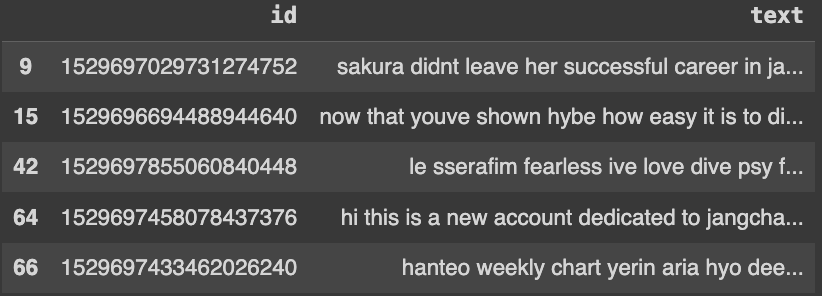 id text
9 1529697029731274752 sakura didnt leave her successful career in ja...
15 1529696694488944640 now that youve shown hybe how easy it is to di...
42 1529697855060840448 le sserafim fearless ive love dive psy f...
64 1529697458078437376 hi this is a new account dedicated to jangcha...
66 1529697433462026240 hanteo weekly chart yerin aria hyo dee...